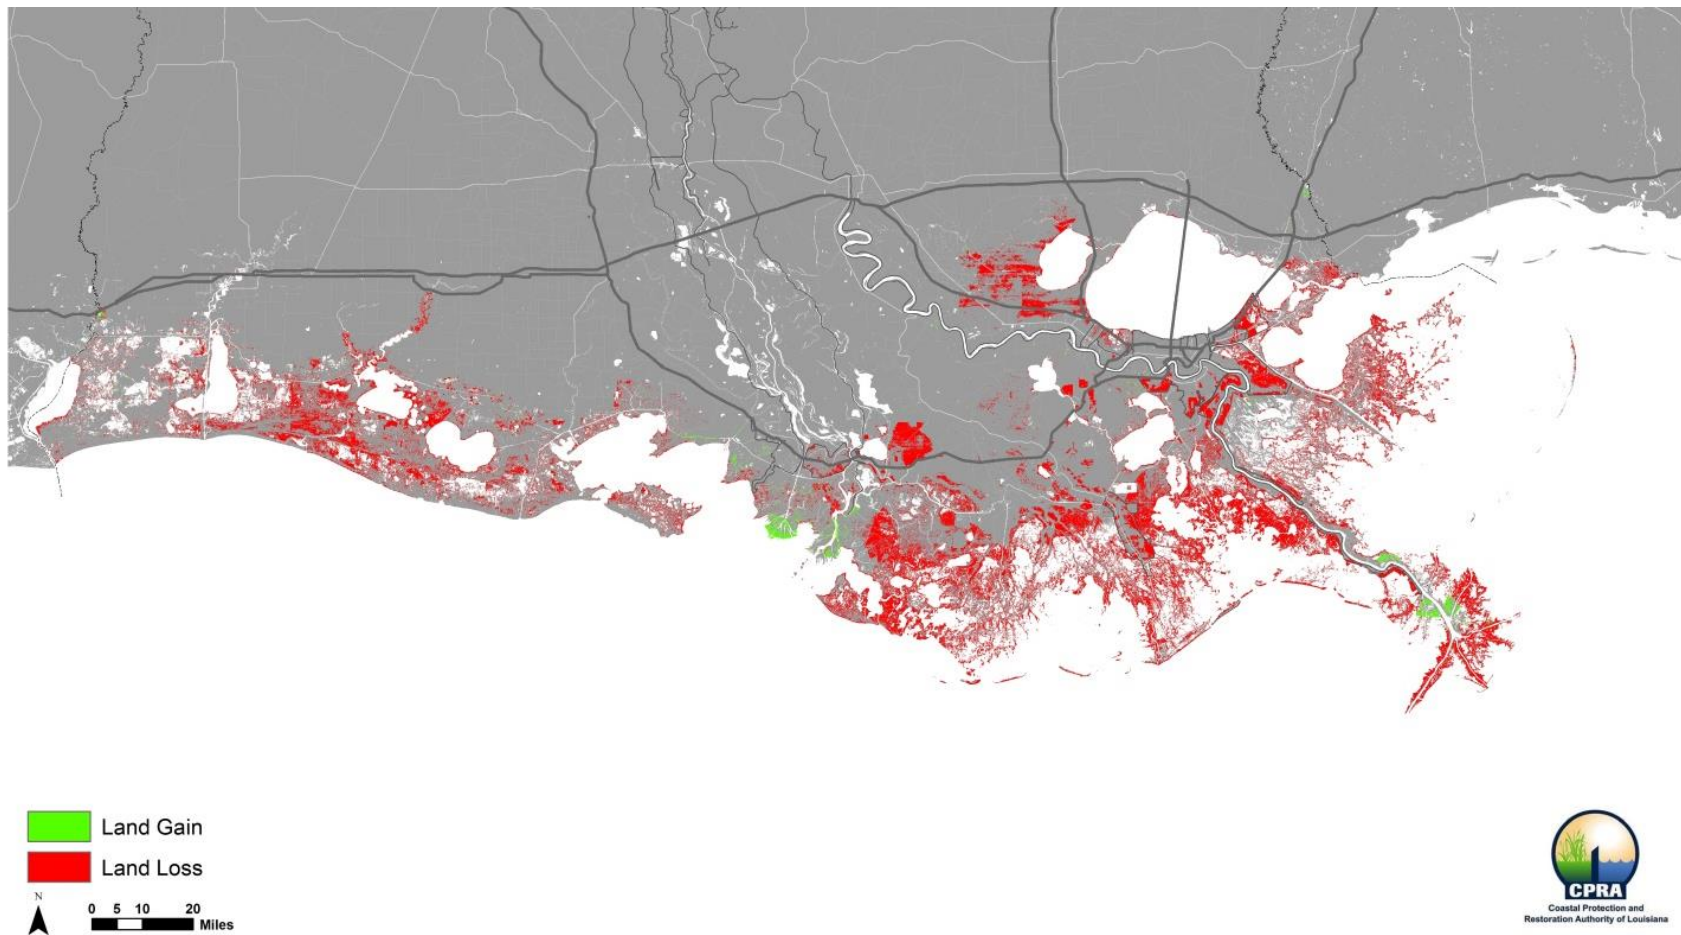 Land Gain
Land Loss
N
0 5 10 20
Miles
CPRA
Coastal Protection and
Restoration Authority of Louisiana